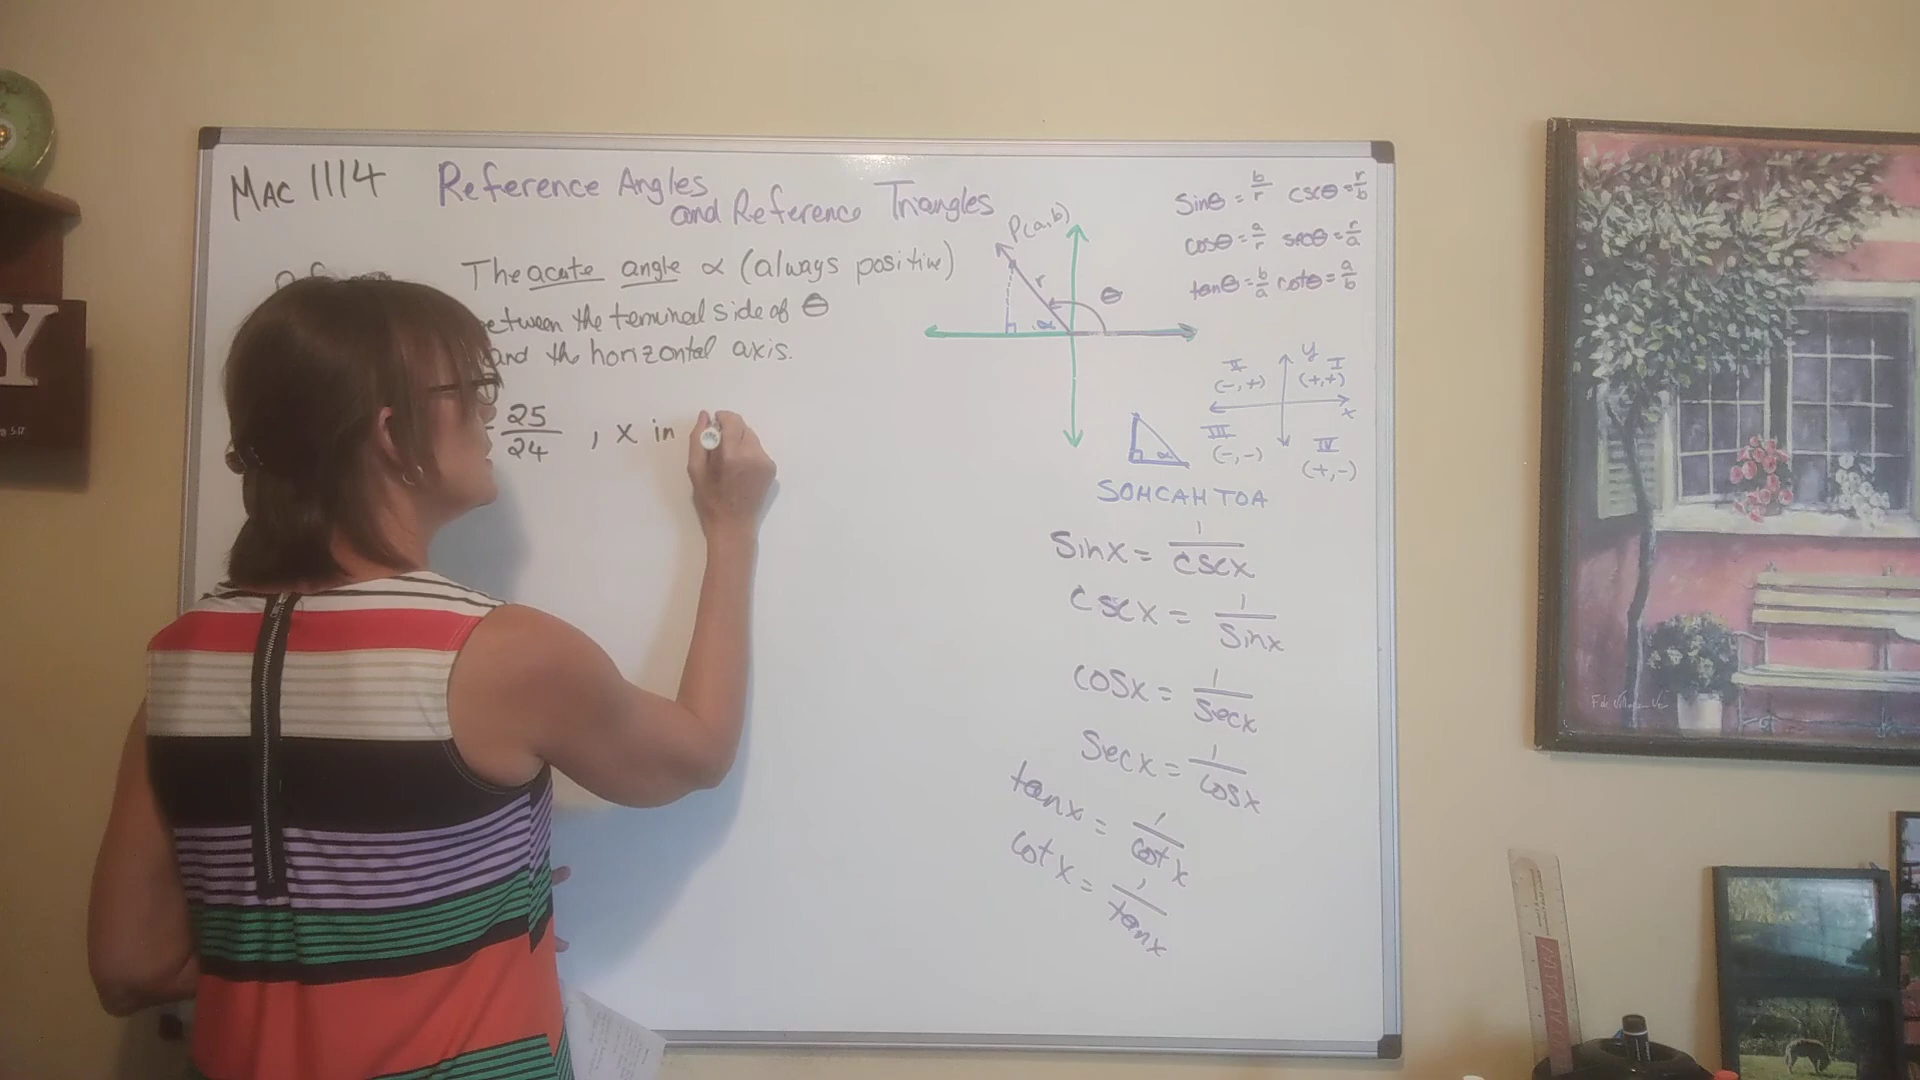 MAC 1114 Reference Angles
and Reference Triangles
The acute angle α (always positive)
between the terminal side of θ
and the horizontal axis.
25/24 , x in
P(a,b)
r
θ
α
sinθ = b/r cscθ = r/b
cosθ = a/r secθ = r/a
tanθ = b/a cotθ = a/b
y
II I
(-,+) (+,+)
x
III IV
(-,-) (+,-)
α
SOHCAHTOA
sinx = 1/cscx
cscx = 1/sinx
cosx = 1/secx
secx = 1/cosx
tanx = 1/cotx
cotx = 1/tanx
Y